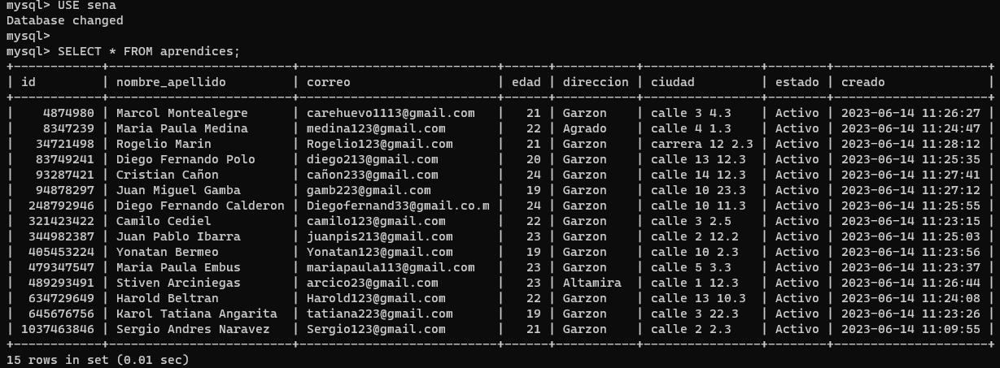 mysql> USE sena
Database changed
mysql>
mysql> SELECT * FROM aprendices;
+------------+-------------------------+---------------------------+------+-----------+----------------+--------+---------------------+
| id         | nombre_apellido         | correo                    | edad | direccion | ciudad         | estado | creado              |
+------------+-------------------------+---------------------------+------+-----------+----------------+--------+---------------------+
|    4874980 | Marcol Montealegre      | carehuevo1113@gmail.com   |   21 | Garzon    | calle 3 4.3    | Activo | 2023-06-14 11:26:27 |
|    8347239 | Maria Paula Medina      | medina123@gmail.com       |   22 | Agrado    | calle 4 1.3    | Activo | 2023-06-14 11:24:47 |
|   34721498 | Rogelio Marin           | Rogelio123@gmail.com      |   21 | Garzon    | carrera 12 2.3 | Activo | 2023-06-14 11:28:12 |
|   83749241 | Diego Fernando Polo     | diego213@gmail.com        |   20 | Garzon    | calle 13 12.3  | Activo | 2023-06-14 11:25:35 |
|   93287421 | Cristian Cañon          | cañon233@gmail.com        |   24 | Garzon    | calle 14 12.3  | Activo | 2023-06-14 11:27:41 |
|   94878297 | Juan Miguel Gamba       | gamb223@gmail.com         |   19 | Garzon    | calle 10 23.3  | Activo | 2023-06-14 11:27:12 |
|  248792946 | Diego Fernando Calderon | Diegofernand33@gmail.co.m |   24 | Garzon    | calle 10 11.3  | Activo | 2023-06-14 11:25:55 |
|  321423422 | Camilo Cediel           | camilo123@gmail.com       |   22 | Garzon    | calle 3 2.5    | Activo | 2023-06-14 11:23:15 |
|  344982387 | Juan Pablo Ibarra       | juanpis213@gmail.com      |   23 | Garzon    | calle 2 12.2   | Activo | 2023-06-14 11:25:03 |
|  405453224 | Yonatan Bermeo          | Yonatan123@gmail.com      |   19 | Garzon    | calle 10 2.3   | Activo | 2023-06-14 11:23:56 |
|  479347547 | Maria Paula Embus       | mariapaula113@gmail.com   |   23 | Garzon    | calle 5 3.3    | Activo | 2023-06-14 11:23:37 |
|  489293491 | Stiven Arciniegas       | arcico23@gmail.com        |   23 | Altamira  | calle 1 12.3   | Activo | 2023-06-14 11:26:44 |
|  634729649 | Harold Beltran          | Harold123@gmail.com       |   22 | Garzon    | calle 13 10.3  | Activo | 2023-06-14 11:24:08 |
|  645676756 | Karol Tatiana Angarita  | tatiana223@gmail.com      |   19 | Garzon    | calle 3 22.3   | Activo | 2023-06-14 11:23:26 |
| 1037463846 | Sergio Andres Naravez   | Sergio123@gmail.com       |   21 | Garzon    | calle 2 2.3    | Activo | 2023-06-14 11:09:55 |
+------------+-------------------------+---------------------------+------+-----------+----------------+--------+---------------------+
15 rows in set (0.01 sec)